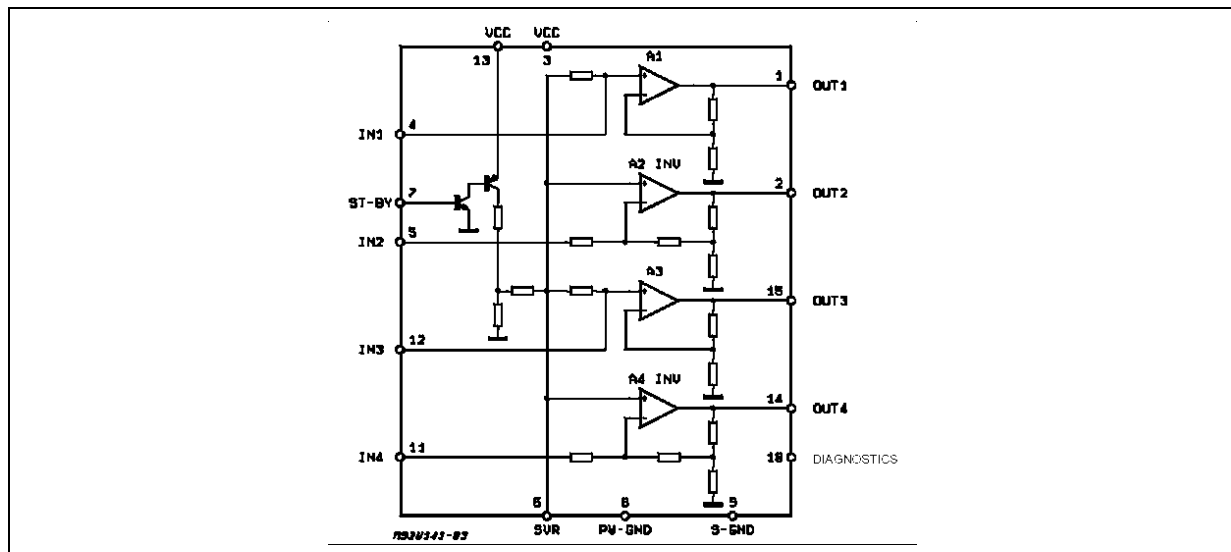 VCC VCC
13 3
A1
1 OUT1
4
IN1
A2 INV
7
2 OUT2
ST-BY
5
IN2
A3
15 OUT3
12
IN3
A4 INV
14 OUT4
11
IN4
DIAGNOSTICS
6 8 9
SVR PW-GND S-GND